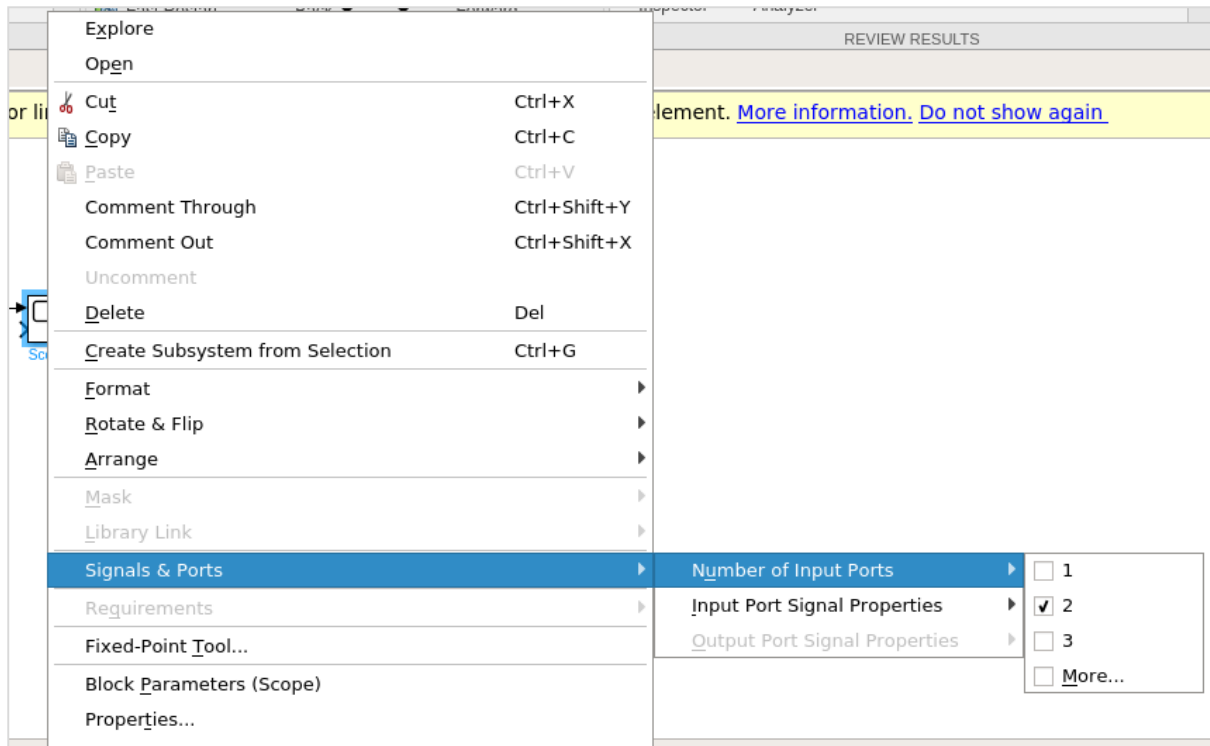 REVIEW RESULTS
element. More information. Do not show again
Explore
Open
Cut Ctrl+X
Copy Ctrl+C
Paste Ctrl+V
Comment Through Ctrl+Shift+Y
Comment Out Ctrl+Shift+X
Uncomment
Delete Del
Create Subsystem from Selection Ctrl+G
Format
Rotate & Flip
Arrange
Mask
Library Link
Signals & Ports
Requirements
Fixed-Point Tool...
Block Parameters (Scope)
Properties...
Number of Input Ports
Input Port Signal Properties
Output Port Signal Properties
1
2
3
More...